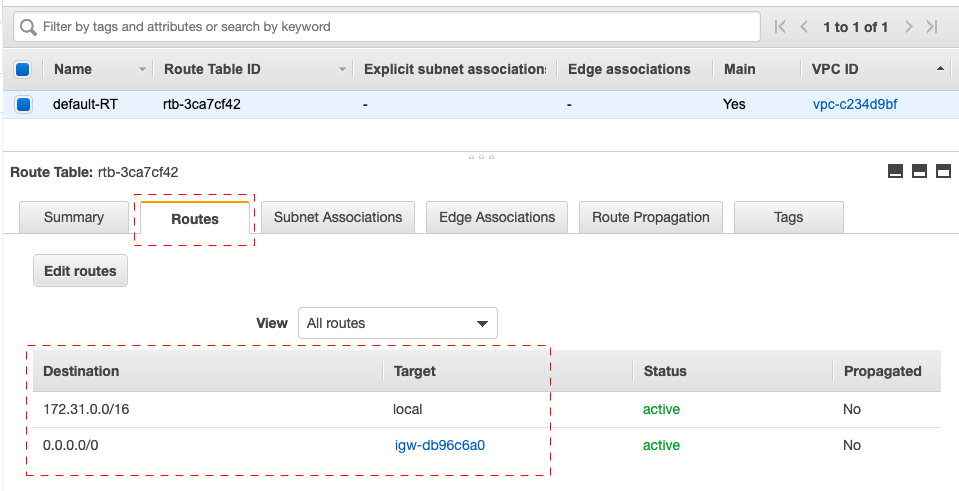 Filter by tags and attributes or search by keyword 1 to 1 of 1
Name Route Table ID Explicit subnet association Edge associations Main VPC ID
default-RT rtb-3ca7cf42 - - Yes vpc-c234d9bf
Route Table: rtb-3ca7cf42
Summary Routes Subnet Associations Edge Associations Route Propagation Tags
Edit routes
View All routes
Destination Target Status Propagated
172.31.0.0/16 local active No
0.0.0.0/0 igw-db96c6a0 active No